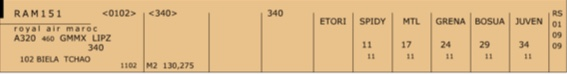 RAM151 <0102> <340> 340
royal air maroc
A320 460 GMMX LIPZ
340
102 BIELA TCHAO
1102 M2 130,275
ETORI SPIDY MTL GRENA BOSUA JUVEN
11 17 24 29 34
11 11 11 11 11
RS
01
09
09